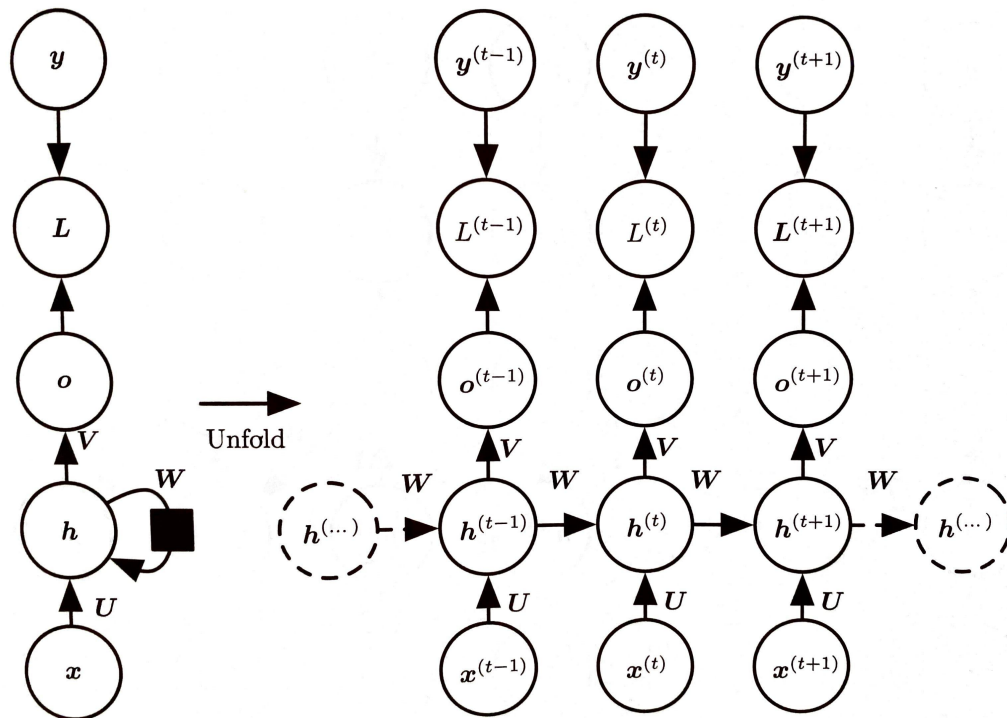 y y(t−1) y(t) y(t+1)
L L(t−1) L(t) L(t+1)
o o(t−1) o(t) o(t+1)
Unfold
V V V V
W W W W W
h h(...) h(t−1) h(t) h(t+1) h(...)
U U U U
x x(t−1) x(t) x(t+1)